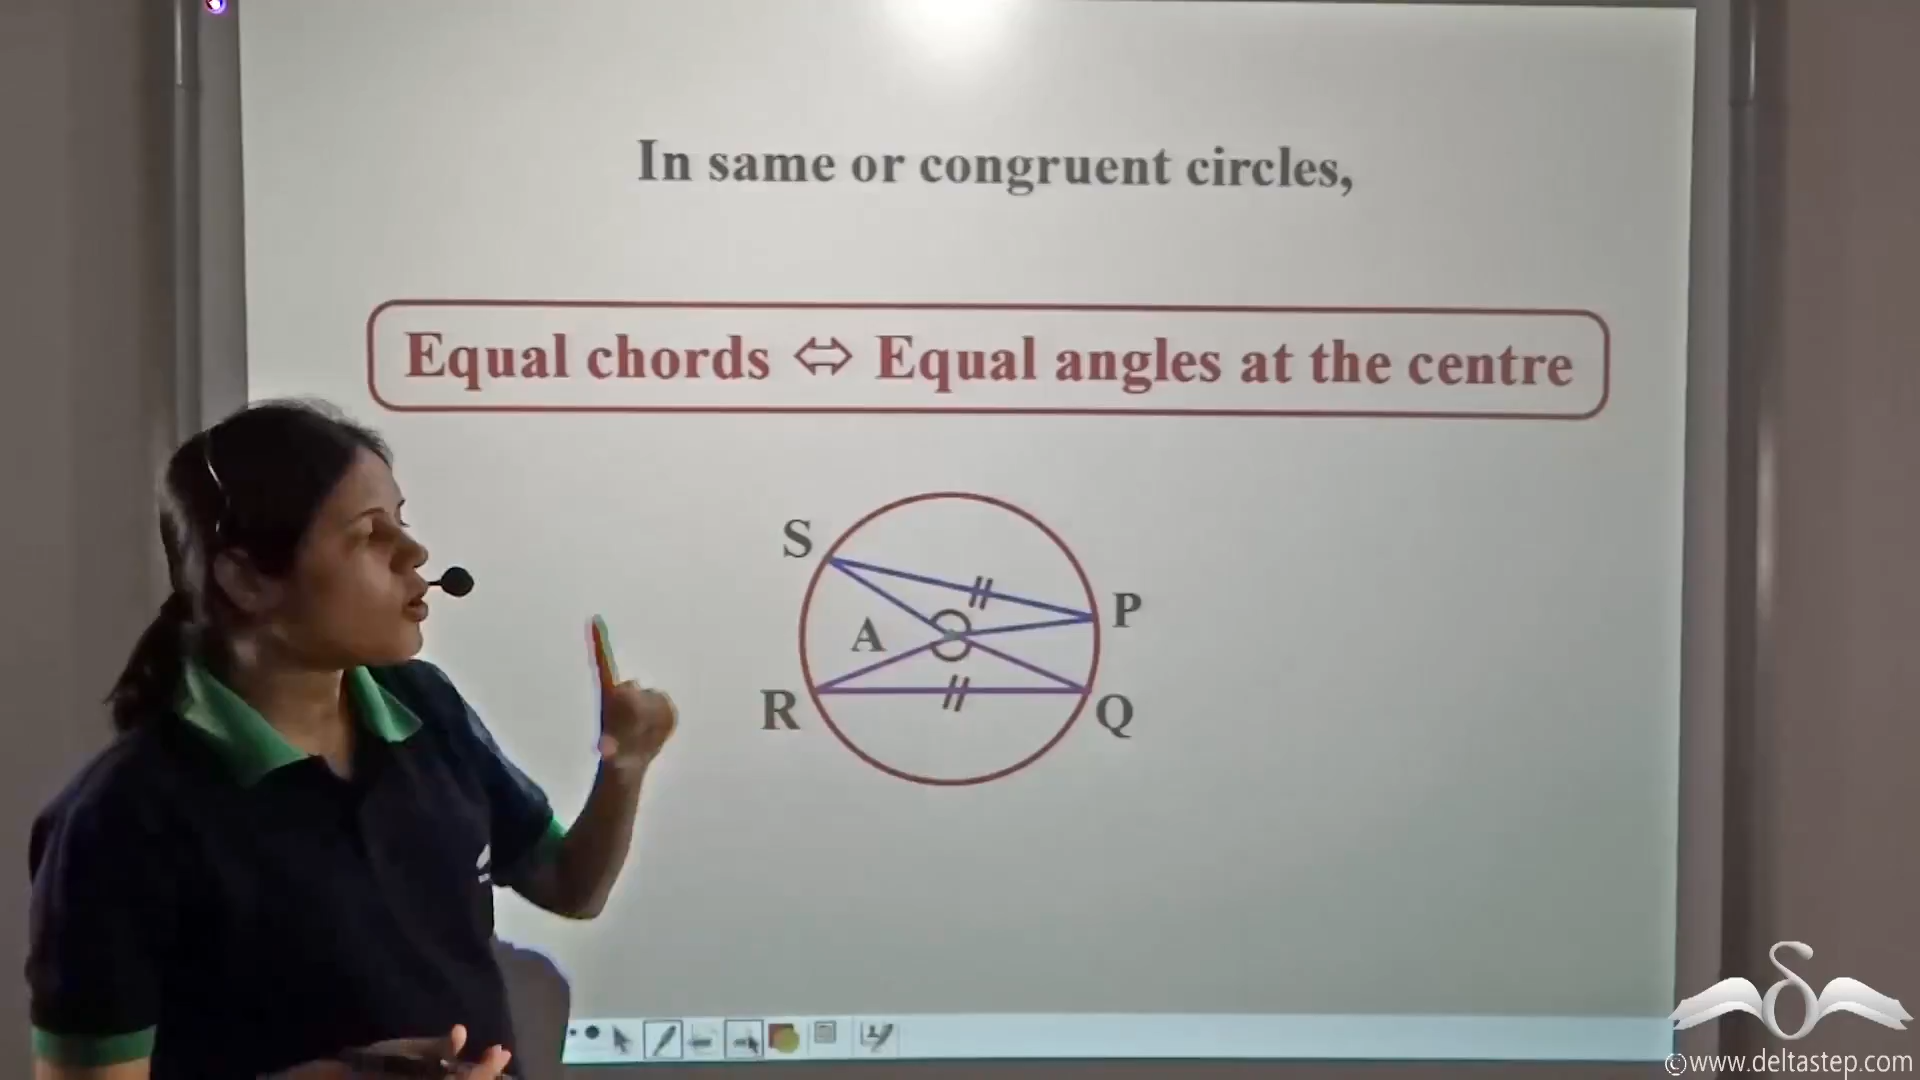 In same or congruent circles,
Equal chords ⇔ Equal angles at the centre
S
P
A
R
Q
©www.deltastep.com